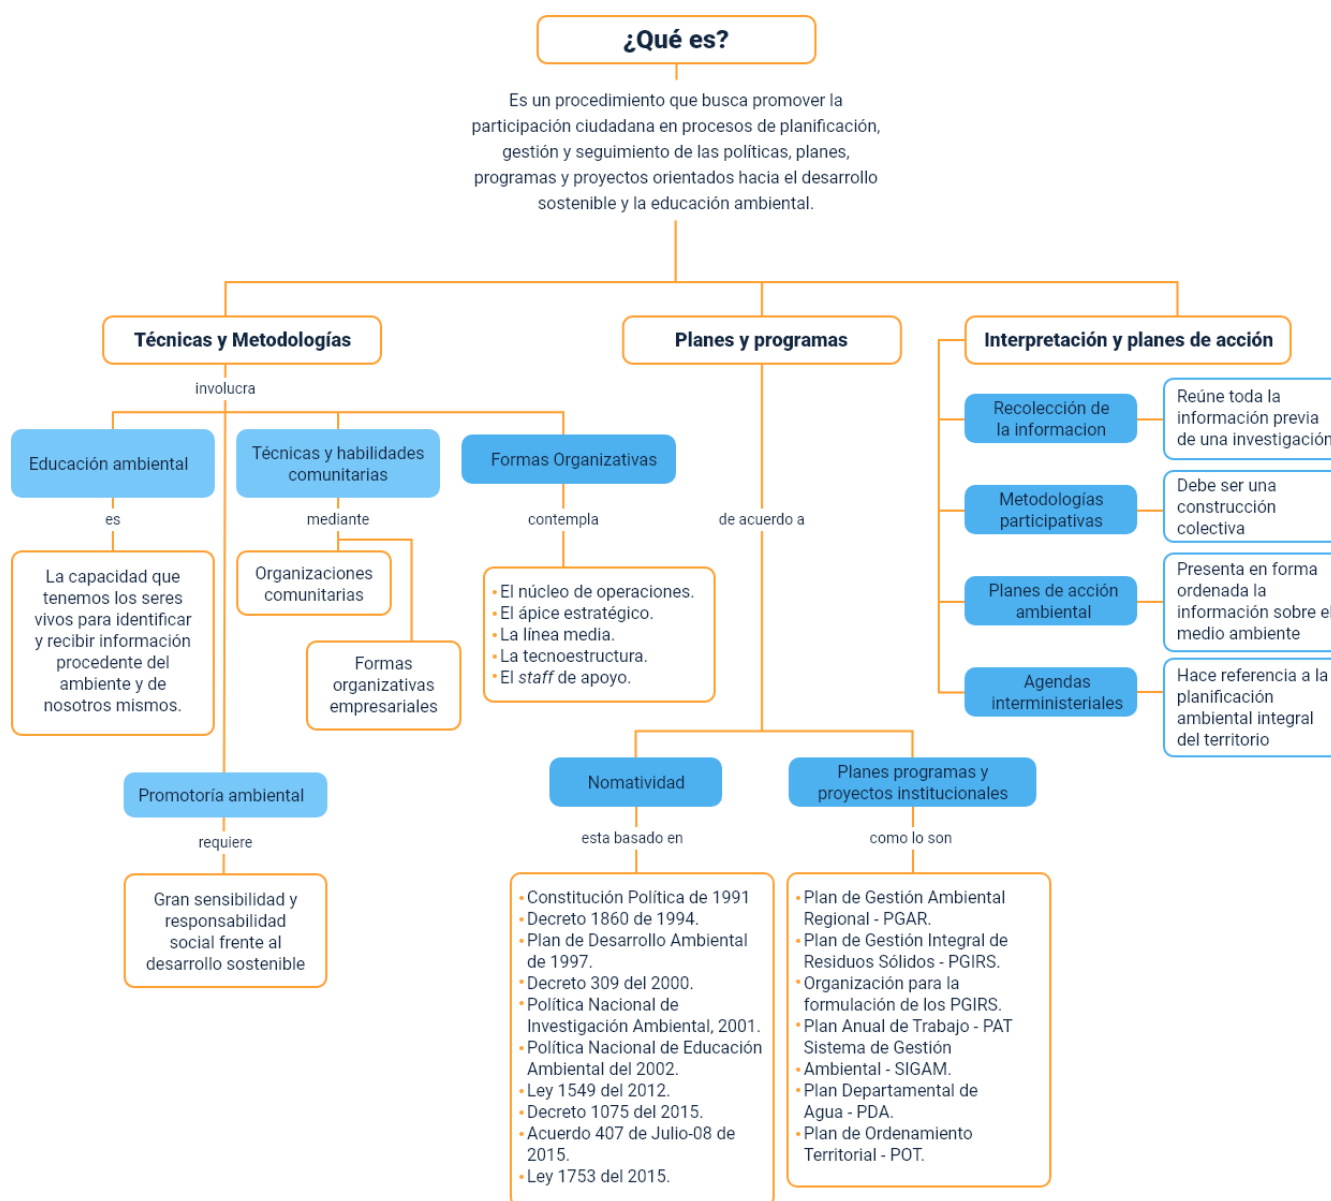 ¿Qué es?
Es un procedimiento que busca promover la
participación ciudadana en procesos de planificación,
gestión y seguimiento de las políticas, planes,
programas y proyectos orientados hacia el desarrollo
sostenible y la educación ambiental.
Técnicas y Metodologías
involucra
Educación ambiental
es
La capacidad que
tenemos los seres
vivos para identificar
y recibir información
procedente del
ambiente y de
nosotros mismos.
Técnicas y habilidades
comunitarias
mediante
Organizaciones
comunitarias
Formas
organizativas
empresariales
Formas Organizativas
contempla
• El núcleo de operaciones.
• El ápice estratégico.
• La línea media.
• La tecnoestructura.
• El staff de apoyo.
Promotoría ambiental
requiere
Gran sensibilidad y
responsabilidad
social frente al
desarrollo sostenible
Planes y programas
de acuerdo a
Nomatividad
esta basado en
• Constitución Política de 1991
• Decreto 1860 de 1994.
• Plan de Desarrollo Ambiental
de 1997.
• Decreto 309 del 2000.
• Política Nacional de
Investigación Ambiental, 2001.
• Política Nacional de Educación
Ambiental del 2002.
• Ley 1549 del 2012.
• Decreto 1075 del 2015.
• Acuerdo 407 de Julio-08 de
2015.
• Ley 1753 del 2015.
Planes programas y
proyectos institucionales
como lo son
• Plan de Gestión Ambiental
Regional - PGAR.
• Plan de Gestión Integral de
Residuos Sólidos - PGIRS.
• Organización para la
formulación de los PGIRS.
• Plan Anual de Trabajo - PAT
Sistema de Gestión
• Ambiental - SIGAM.
• Plan Departamental de
Agua - PDA.
• Plan de Ordenamiento
Territorial - POT.
Interpretación y planes de acción
Recolección de
la informacion
Reúne toda la
información previa
de una investigación
Metodologías
participativas
Debe ser una
construcción
colectiva
Planes de acción
ambiental
Presenta en forma
ordenada la
información sobre el
medio ambiente
Agendas
interministeriales
Hace referencia a la
planificación
ambiental integral
del territorio